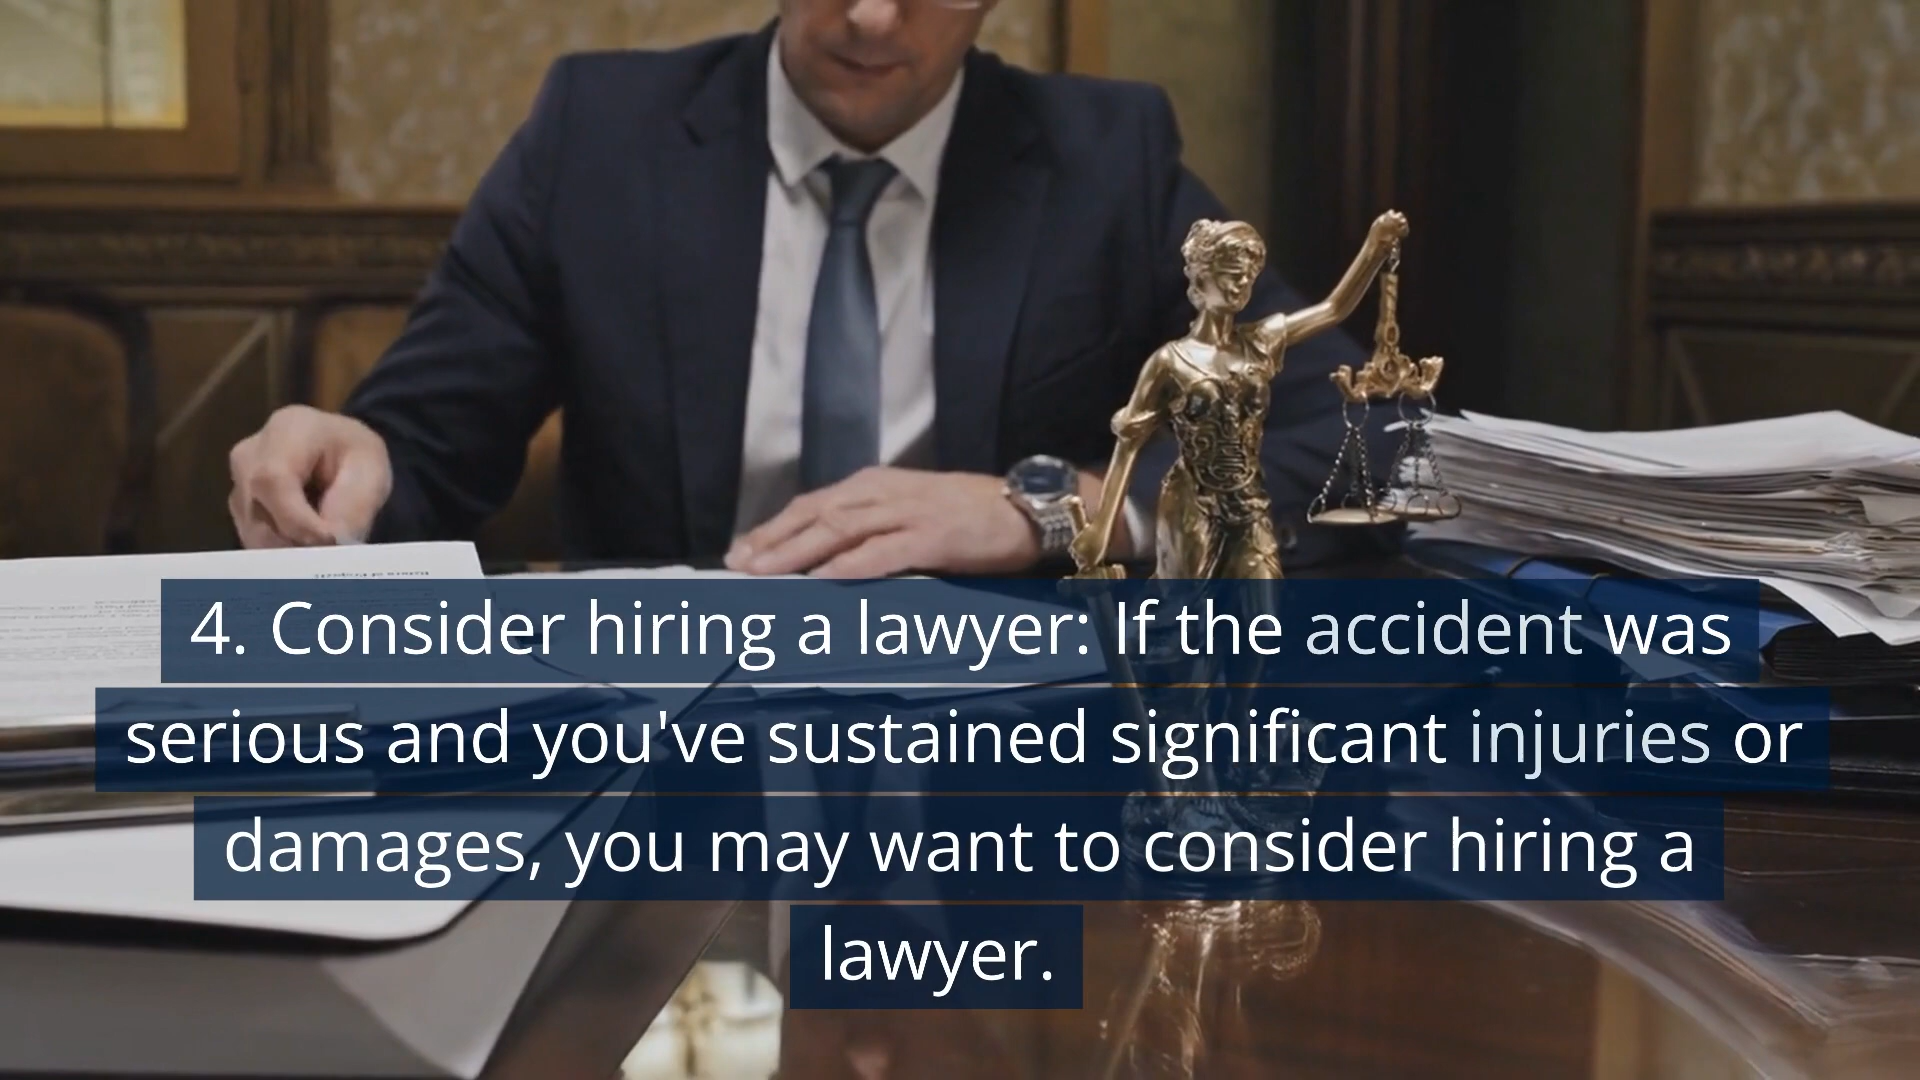 4. Consider hiring a lawyer: If the accident was
serious and you've sustained significant injuries or
damages, you may want to consider hiring a
lawyer.